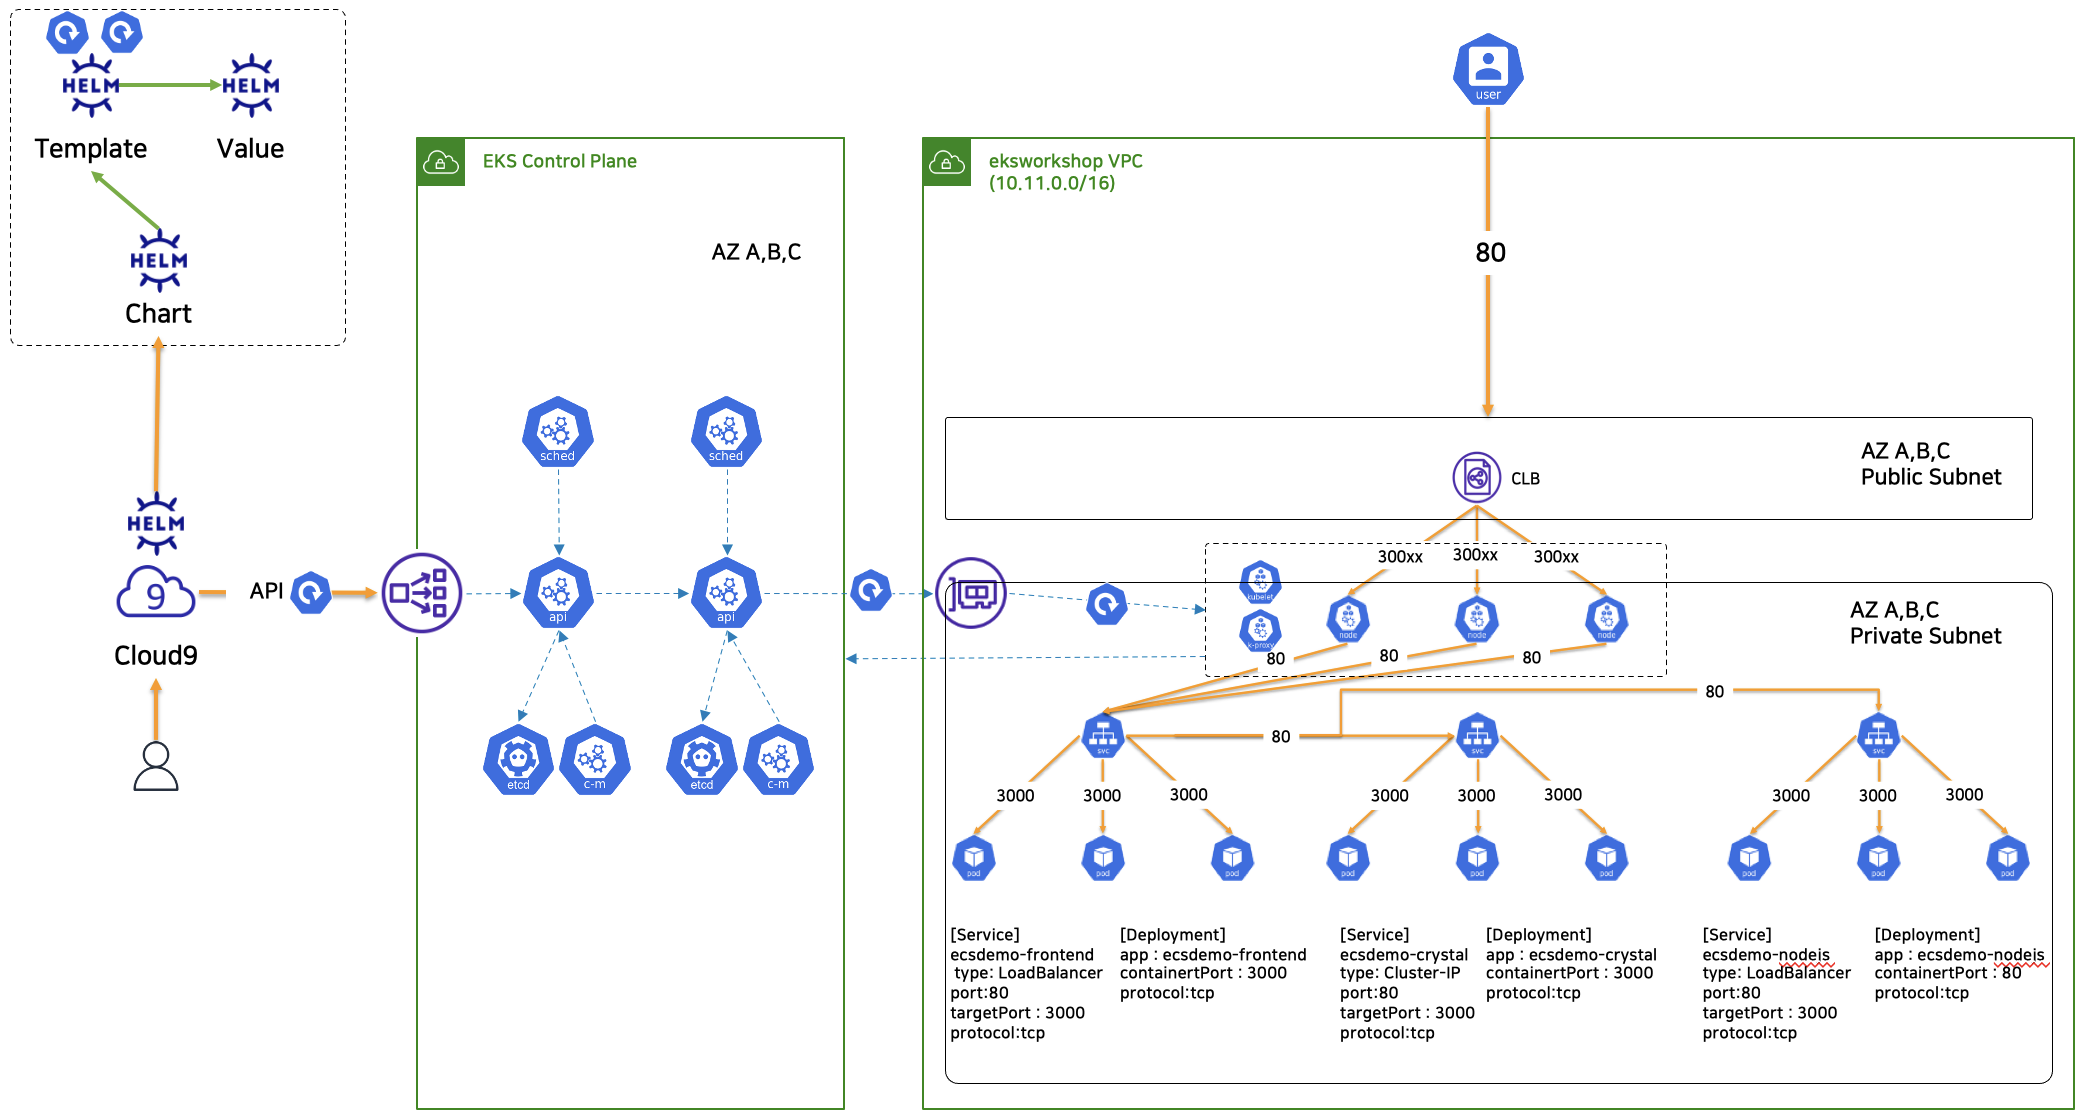 HELM
HELM
Template
Value
HELM
Chart
HELM
9
Cloud9
API
EKS Control Plane
AZ A,B,C
sched
sched
api
api
etcd
c-m
etcd
c-m
user
eksworkshop VPC
(10.11.0.0/16)
80
AZ A,B,C
Public Subnet
CLB
300xx
300xx
300xx
kubelet
k-proxy
node
node
node
AZ A,B,C
Private Subnet
80
80
80
80
svc
80
svc
svc
3000
3000
3000
3000
3000
3000
3000
3000
3000
pod
pod
pod
pod
pod
pod
pod
pod
pod
[Service]
ecsdemo-frontend
type: LoadBalancer
port:80
targetPort : 3000
protocol:tcp
[Deployment]
app : ecsdemo-frontend
containertPort : 3000
protocol:tcp
[Service]
ecsdemo-crystal
type: Cluster-IP
port:80
targetPort : 3000
protocol:tcp
[Deployment]
app : ecsdemo-crystal
containertPort : 3000
protocol:tcp
[Service]
ecsdemo-nodejs
type: LoadBalancer
port:80
targetPort : 3000
protocol:tcp
[Deployment]
app : ecsdemo-nodejs
containertPort : 80
protocol:tcp